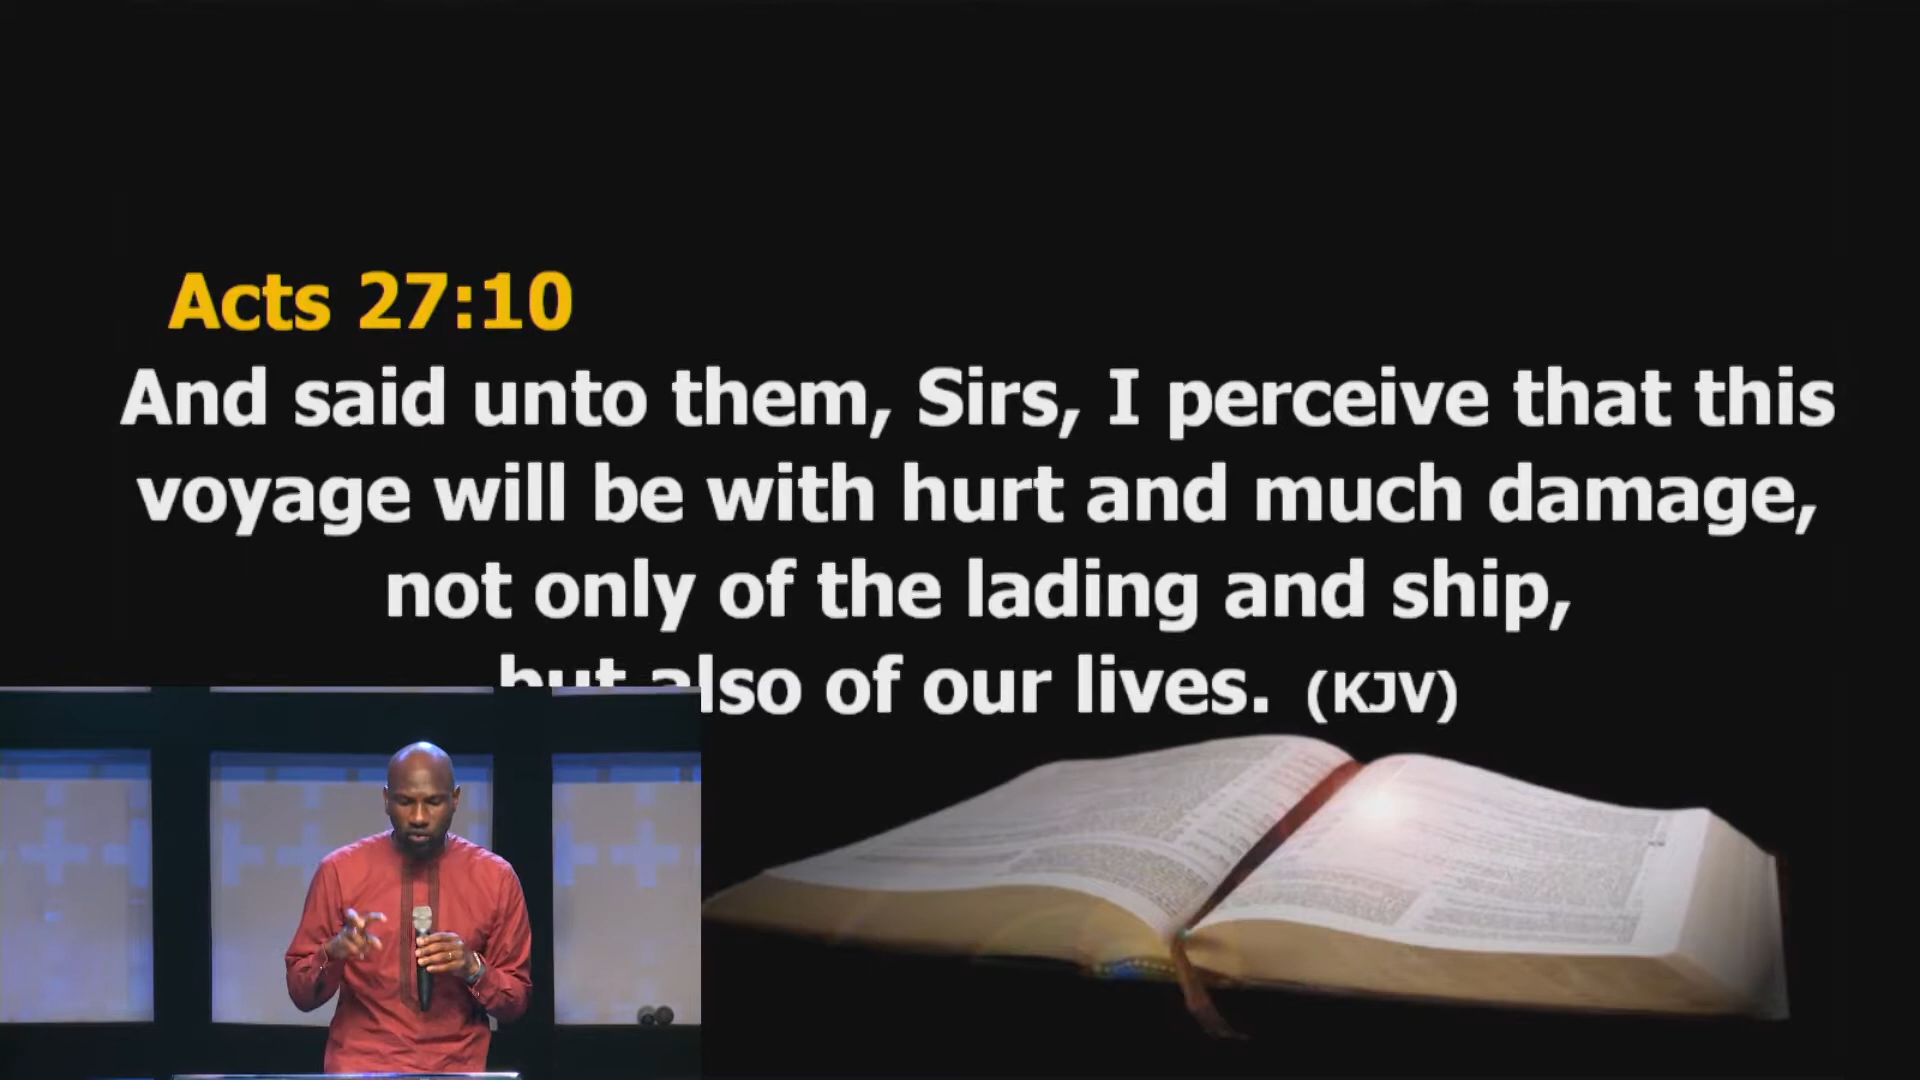 Acts 27:10
And said unto them, Sirs, I perceive that this
voyage will be with hurt and much damage,
not only of the lading and ship,
but also of our lives. (KJV)